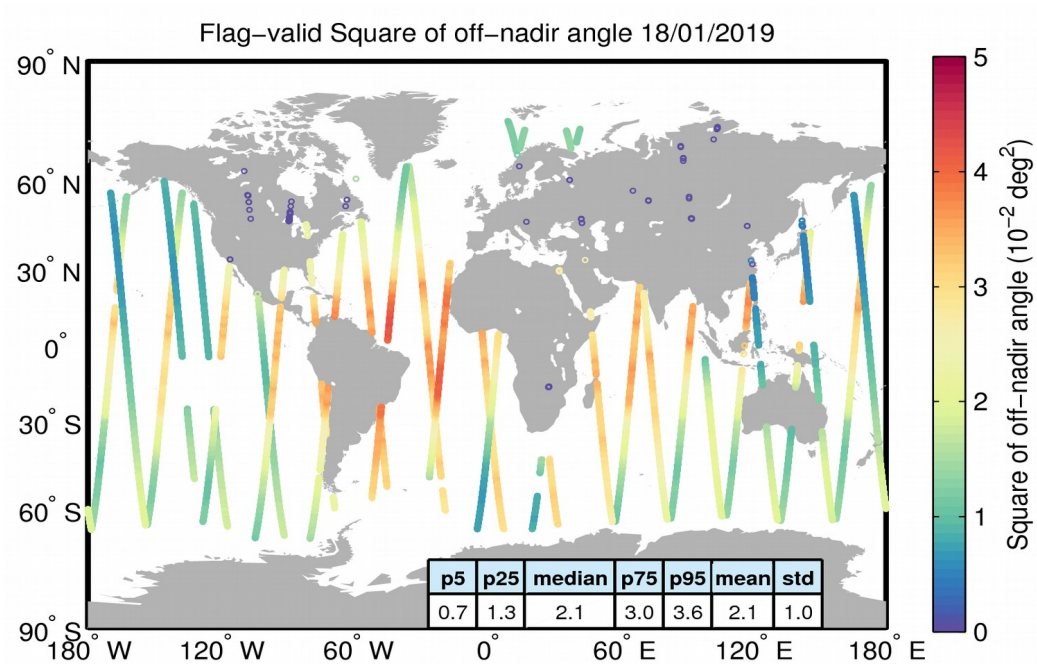 Flag−valid Square of off−nadir angle 18/01/2019
90° N
60° N
30° N
0°
30° S
60° S
90° S
180° W
120° W
60° W
0°
60° E
120° E
180° E
p5 p25 median p75 p95 mean std
0.7 1.3 2.1 3.0 3.6 2.1 1.0
5
4
3
2
1
0
Square of off−nadir angle (10⁻² deg²)